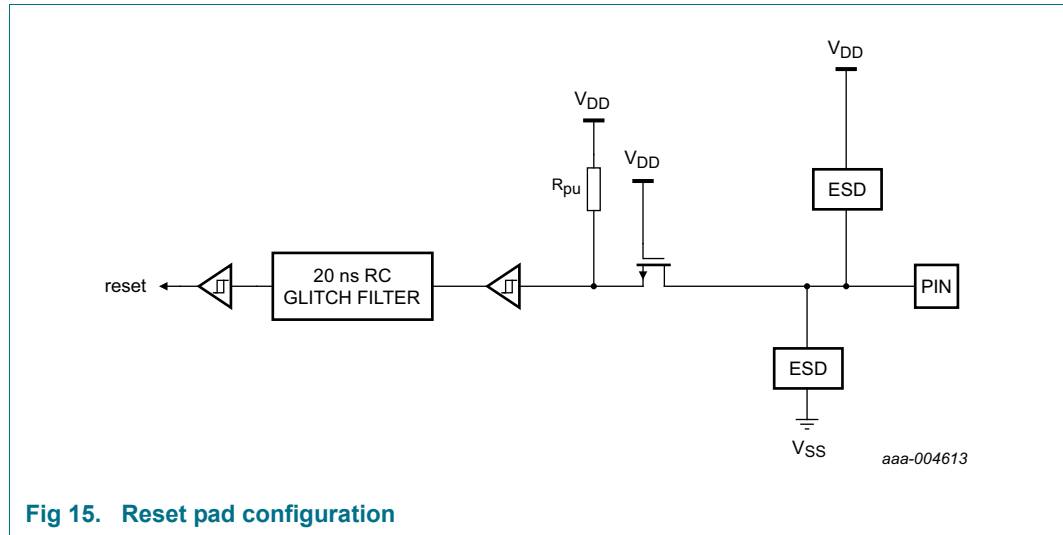 VDD
VDD
VDD
Rpu
ESD
reset
20 ns RC
GLITCH FILTER
PIN
ESD
VSS
aaa-004613
Fig 15. Reset pad configuration